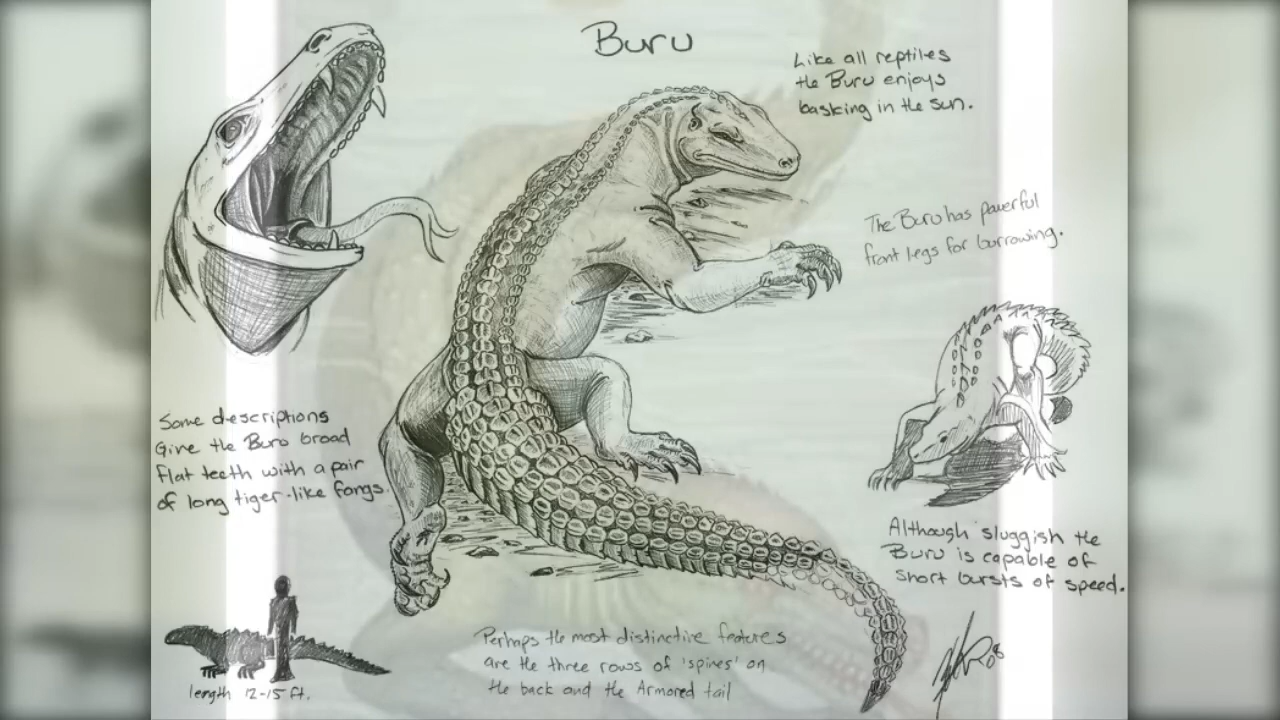 Buru
Like all reptiles
the Buru enjoys
basking in the sun.
The Buru has powerful
front legs for burrowing.
Some descriptions
Give the Buru broad
flat teeth with a pair
of long tiger-like fangs.
Although sluggish the
Buru is capable of
short bursts of speed.
Perhaps the most distinctive features
are the three rows of 'spines' on
the back and the Armored tail
length 12-15 ft.
08